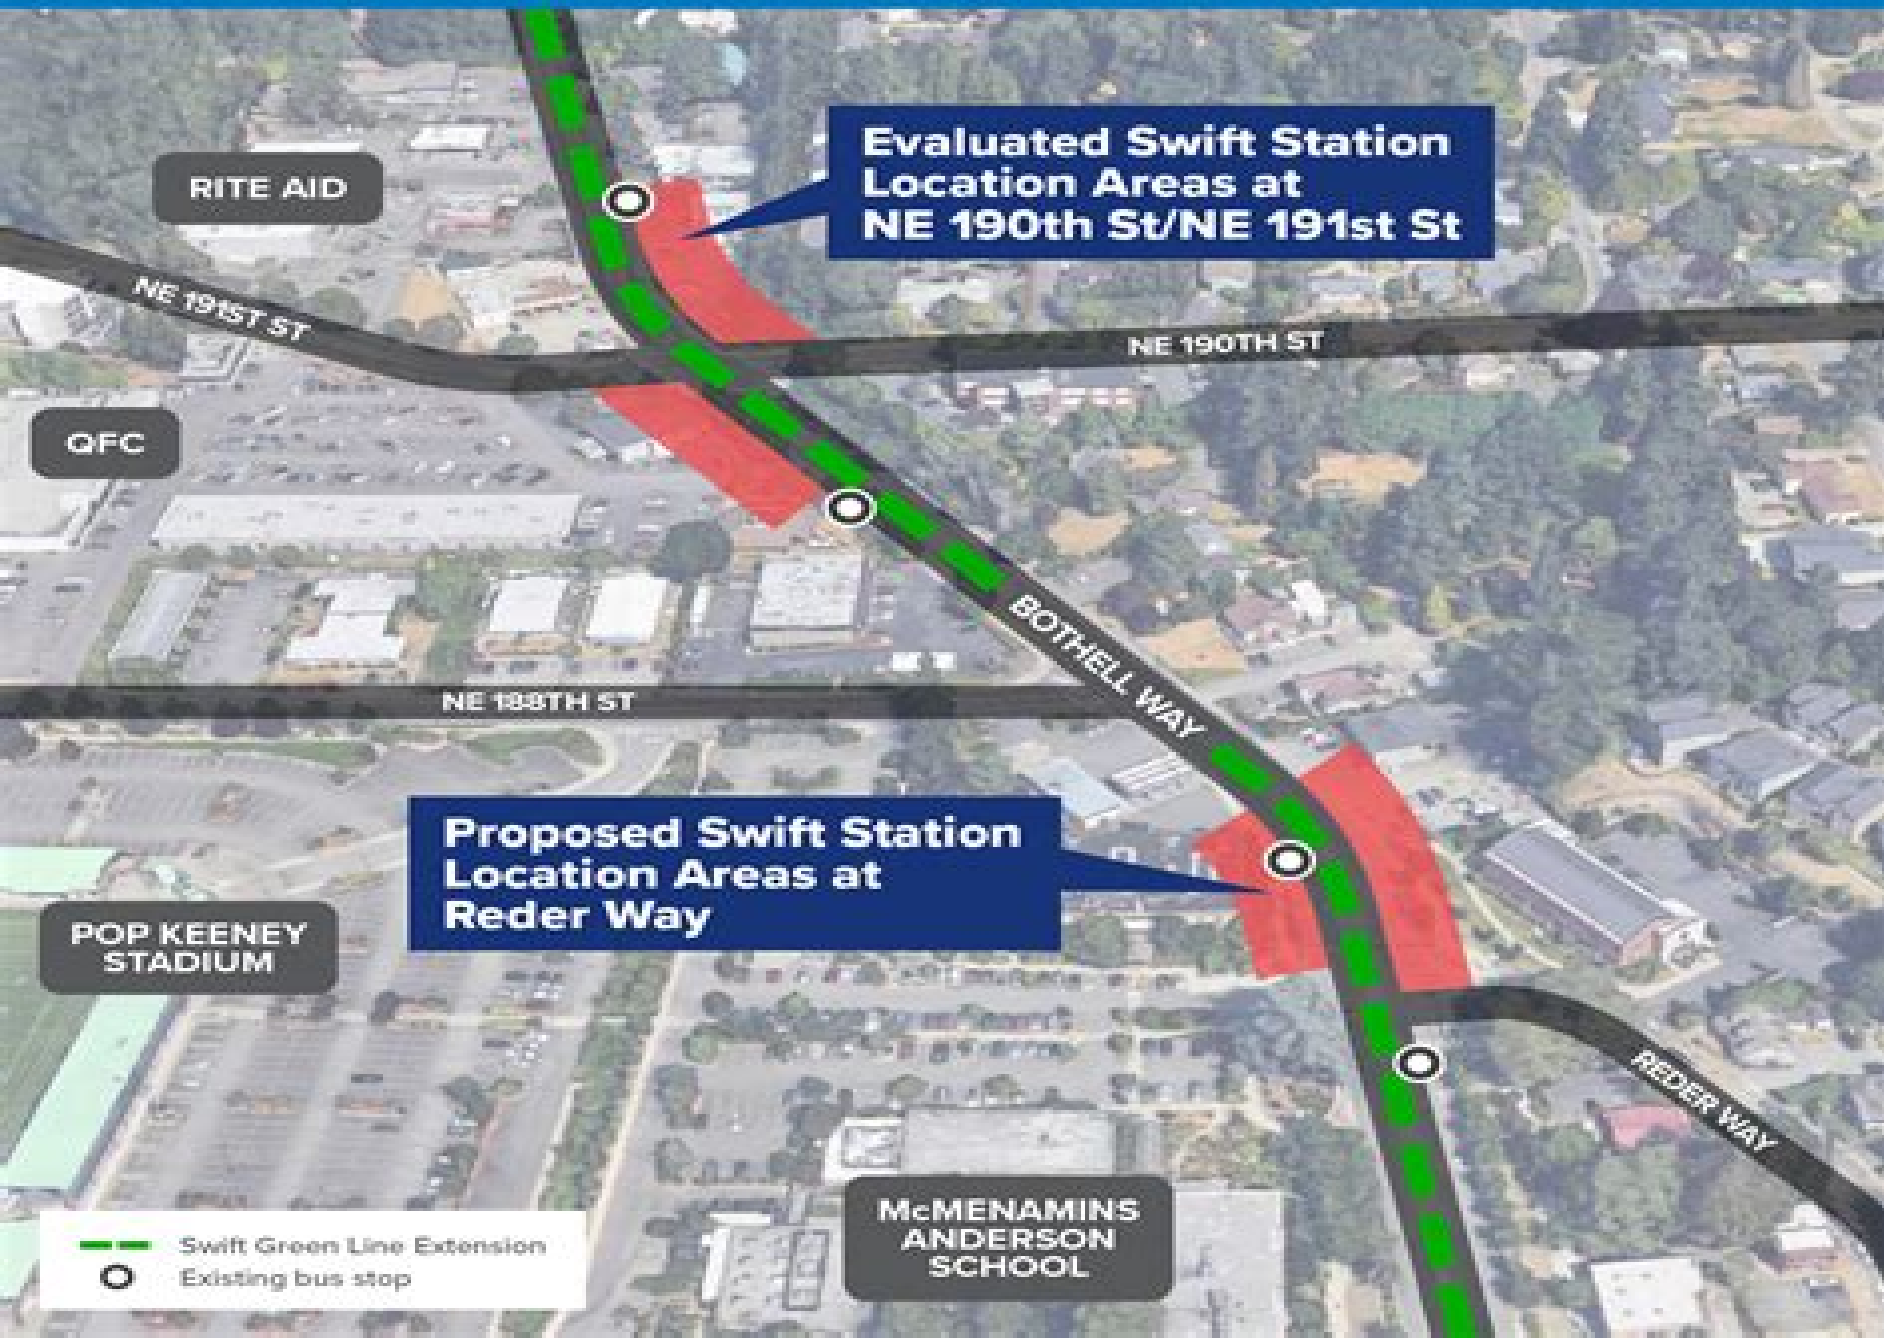 Evaluated Swift Station
Location Areas at
NE 190th St/NE 191st St
RITE AID
NE 191ST ST
NE 190TH ST
QFC
BOTHELL WAY
NE 188TH ST
Proposed Swift Station
Location Areas at
Reder Way
POP KEENEY
STADIUM
REDER WAY
McMENAMINS
ANDERSON
SCHOOL
Swift Green Line Extension
Existing bus stop